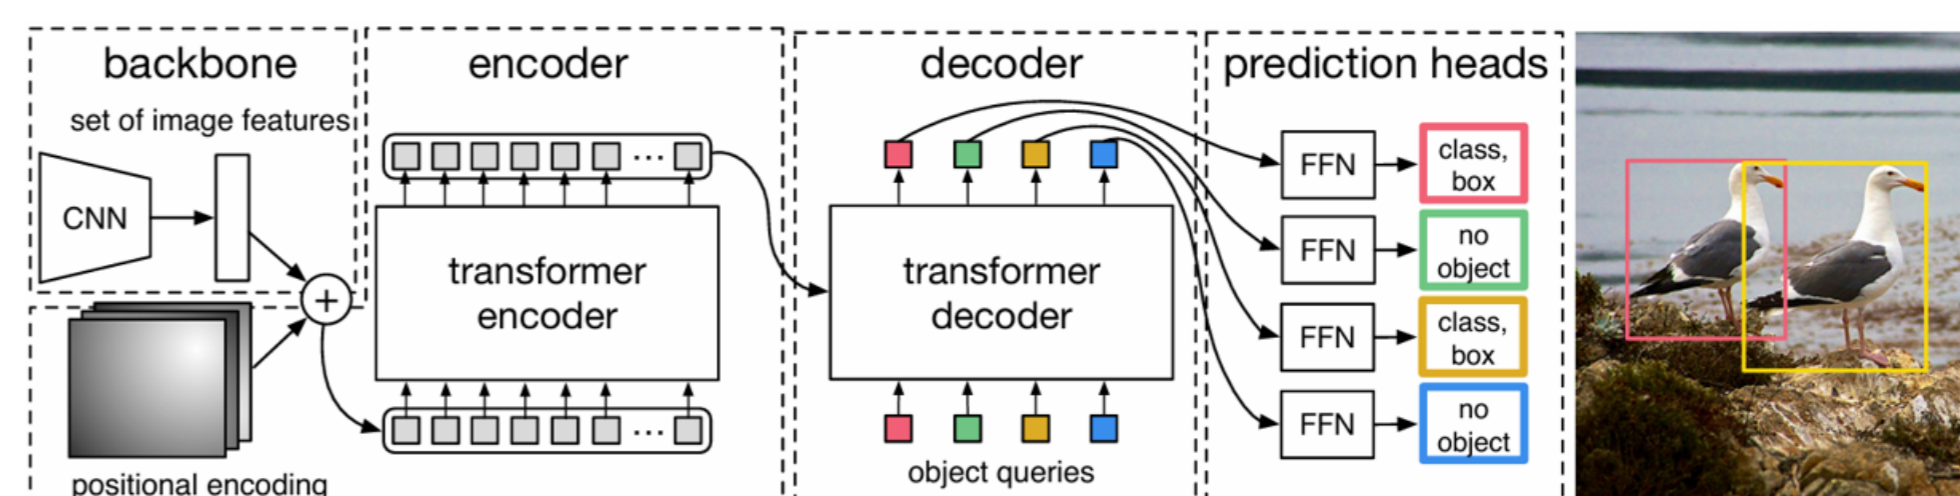 backbone
set of image features
CNN
+
positional encoding
encoder
...
transformer
encoder
...
decoder
transformer
decoder
object queries
prediction heads
FFN
class,
box
FFN
no
object
FFN
class,
box
FFN
no
object